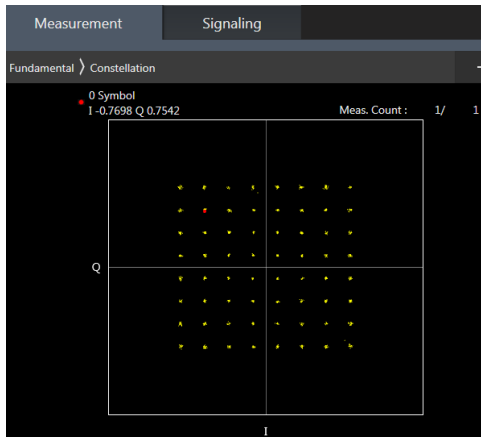 Measurement Signaling
Fundamental 〉 Constellation
0 Symbol
I -0.7698 Q 0.7542 Meas. Count : 1/ 1
Q
I